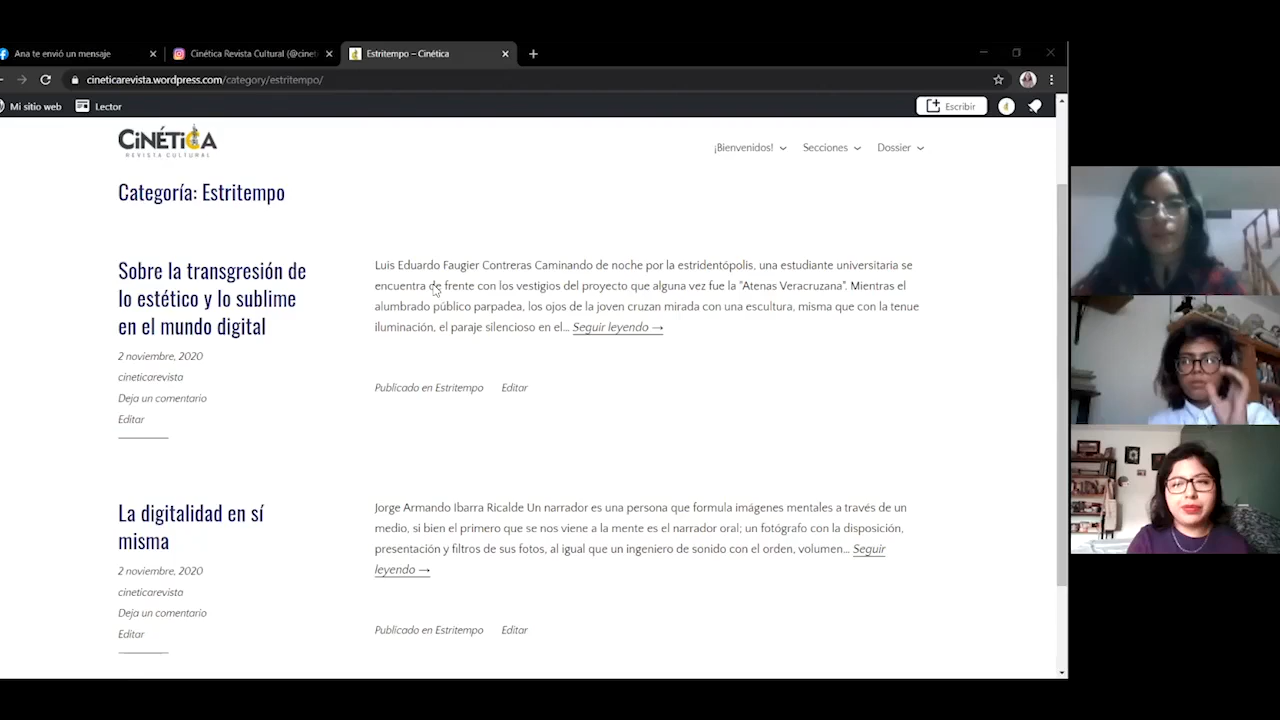 Ana te envió un mensaje
Cinética Revista Cultural (@cinet
Estritempo – Cinética
cineticarevista.wordpress.com/category/estritempo/
Mi sitio web
Lector
Escribir
CiNÉTiCA
REVISTA CULTURAL
¡Bienvenidos!
Secciones
Dossier
Categoría: Estritempo
Sobre la transgresión de
lo estético y lo sublime
en el mundo digital
2 noviembre, 2020
cineticarevista
Deja un comentario
Editar
Luis Eduardo Faugier Contreras Caminando de noche por la estridentópolis, una estudiante universitaria se
encuentra de frente con los vestigios del proyecto que alguna vez fue la "Atenas Veracruzana". Mientras el
alumbrado público parpadea, los ojos de la joven cruzan mirada con una escultura, misma que con la tenue
iluminación, el paraje silencioso en el... Seguir leyendo →
Publicado en Estritempo Editar
La digitalidad en sí
misma
2 noviembre, 2020
cineticarevista
Deja un comentario
Editar
Jorge Armando Ibarra Ricalde Un narrador es una persona que formula imágenes mentales a través de un
medio, si bien el primero que se nos viene a la mente es el narrador oral; un fotógrafo con la disposición,
presentación y filtros de sus fotos, al igual que un ingeniero de sonido con el orden, volumen... Seguir
leyendo →
Publicado en Estritempo Editar